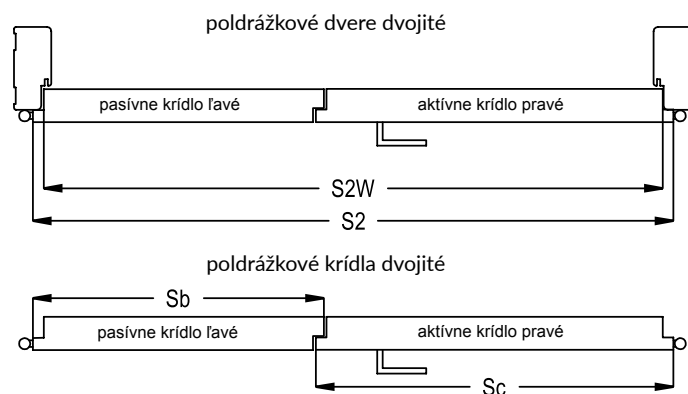 poldrážkové dvere dvojité
pasívne krídlo ľavé
aktívne krídlo pravé
S2W
S2
poldrážkové krídla dvojité
Sb
pasívne krídlo ľavé
aktívne krídlo pravé
Sc